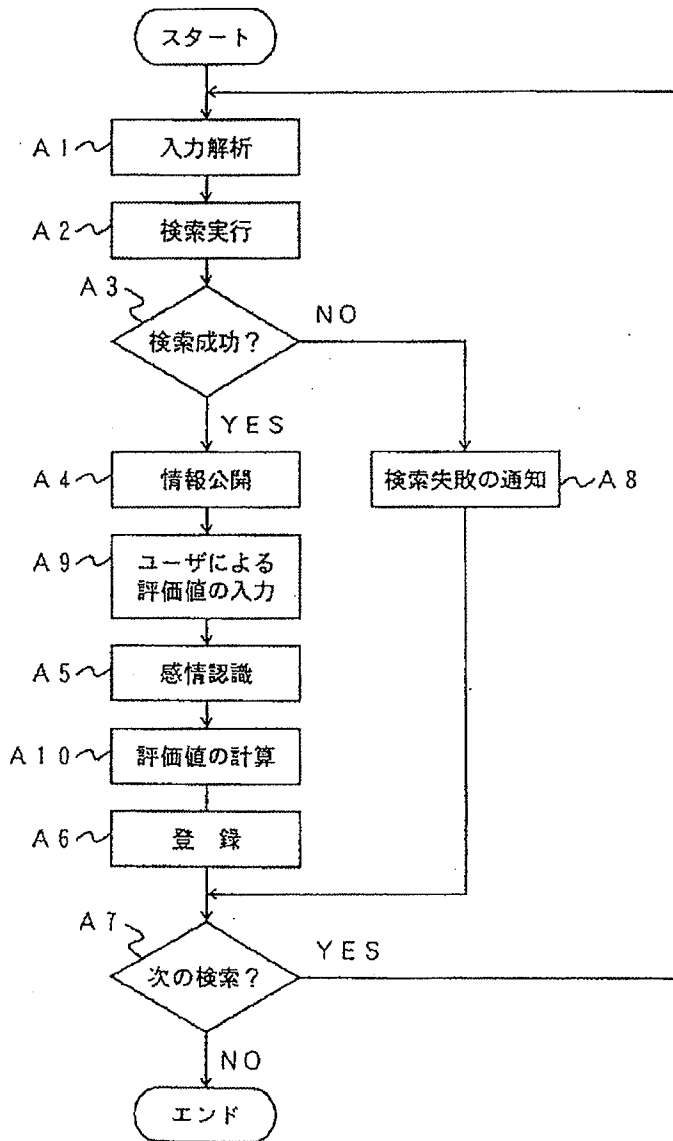 スタート
A1
入力解析
A2
検索実行
A3
検索成功?
NO
YES
A4
情報公開
検索失敗の通知
A8
A9
ユーザによる
評価値の入力
A5
感情認識
A10
評価値の計算
A6
登 録
A7
次の検索?
YES
NO
エンド